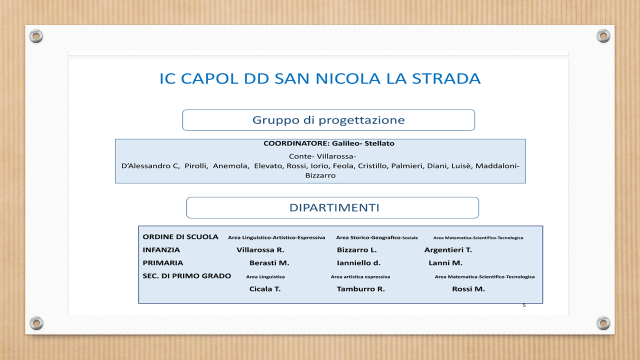 IC CAPOL DD SAN NICOLA LA STRADA
Gruppo di progettazione
COORDINATORE: Galileo- Stellato
Conte- Villarossa-
D'Alessandro C, Pirolli, Anemola, Elevato, Rossi, Iorio, Feola, Cristillo, Palmieri, Diani, Luisè, Maddaloni-
Bizzarro
DIPARTIMENTI
ORDINE DI SCUOLA Area Linguistico-Artistico-Espressiva Area Storico-Geografico-Sociale Area Matematica-Scientifico-Tecnologica
INFANZIA Villarossa R. Bizzarro L. Argentieri T.
PRIMARIA Berasti M. Ianniello d. Lanni M.
SEC. DI PRIMO GRADO Area Linguistica Area artistica espressiva Area Matematica-Scientifico-Tecnologica
Cicala T. Tamburro R. Rossi M.
5